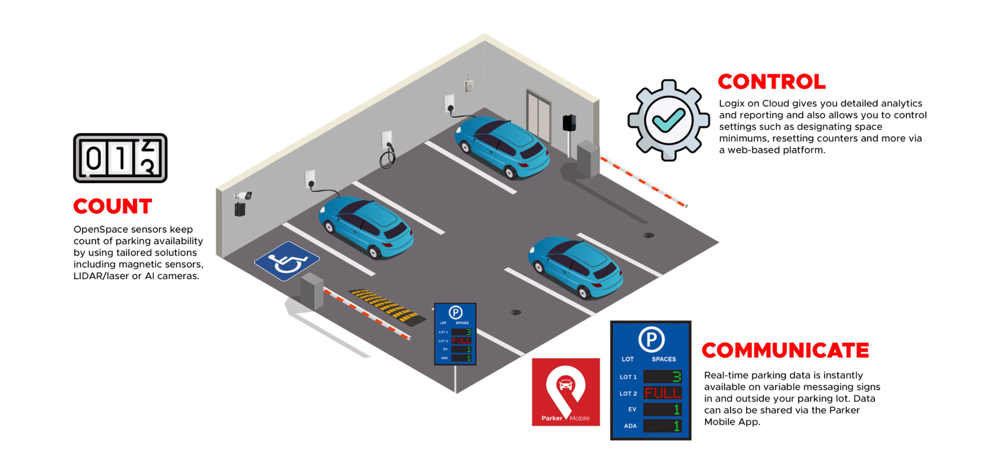 CONTROL
Logix on Cloud gives you detailed analytics
and reporting and also allows you to control
settings such as designating space
minimums, resetting counters and more via
a web-based platform.
0 1 2
3
COUNT
OpenSpace sensors keep
count of parking availability
by using tailored solutions
including magnetic sensors,
LIDAR/laser or AI cameras.
P
LOT SPACES
LOT 1 3
LOT 2 FULL
EV 1
ADA 1
Parker Mobile
P
LOT SPACES
LOT 1 3
LOT 2 FULL
EV 1
ADA 1
COMMUNICATE
Real-time parking data is instantly
available on variable messaging signs
in and outside your parking lot. Data
can also be shared via the Parker
Mobile App.